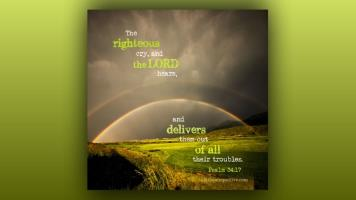 The
righteous
cry, and
the LORD
hears,
and
delivers
them out
of all
their troubles.
Psalm 34:17